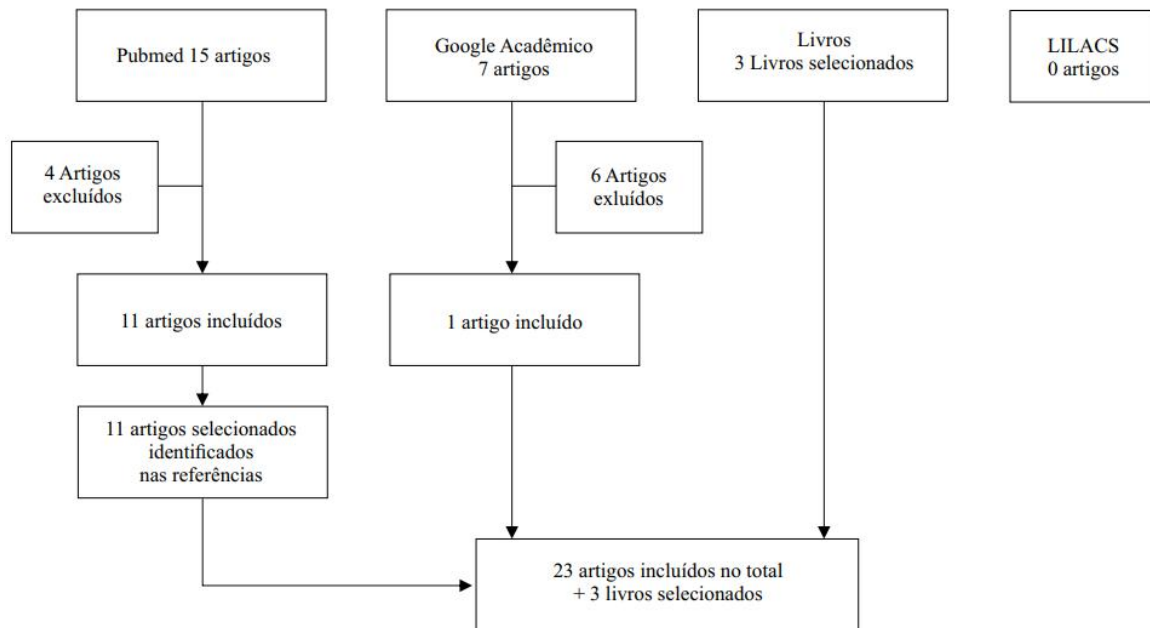 Pubmed 15 artigos
Google Acadêmico
7 artigos
Livros
3 Livros selecionados
LILACS
0 artigos
4 Artigos
excluídos
6 Artigos
exluídos
11 artigos incluídos
1 artigo incluído
11 artigos selecionados
identificados
nas referências
23 artigos incluídos no total
+ 3 livros selecionados